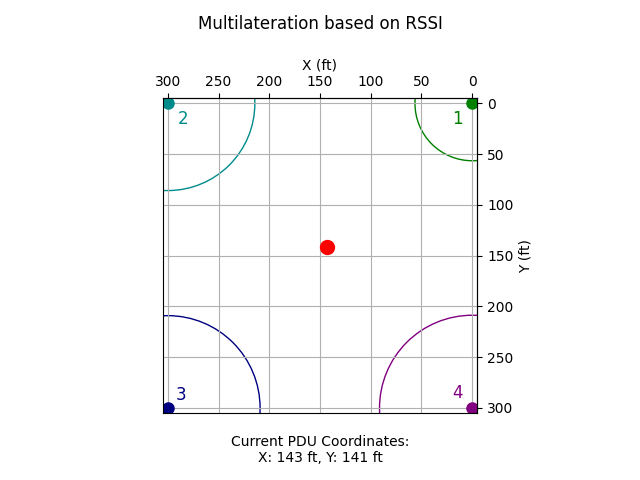 Multilateration based on RSSI
X (ft)
300 250 200 150 100 50 0
2
1
0
50
100
150
200
250
300
Y (ft)
3
4
Current PDU Coordinates:
X: 143 ft, Y: 141 ft